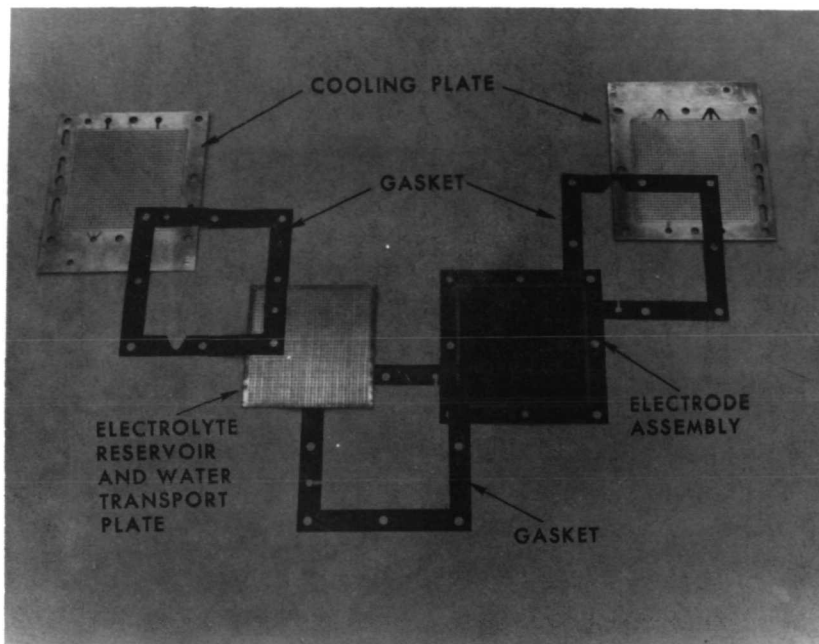 COOLING PLATE
GASKET
ELECTROLYTE
RESERVOIR
AND WATER
TRANSPORT
PLATE
ELECTRODE
ASSEMBLY
GASKET